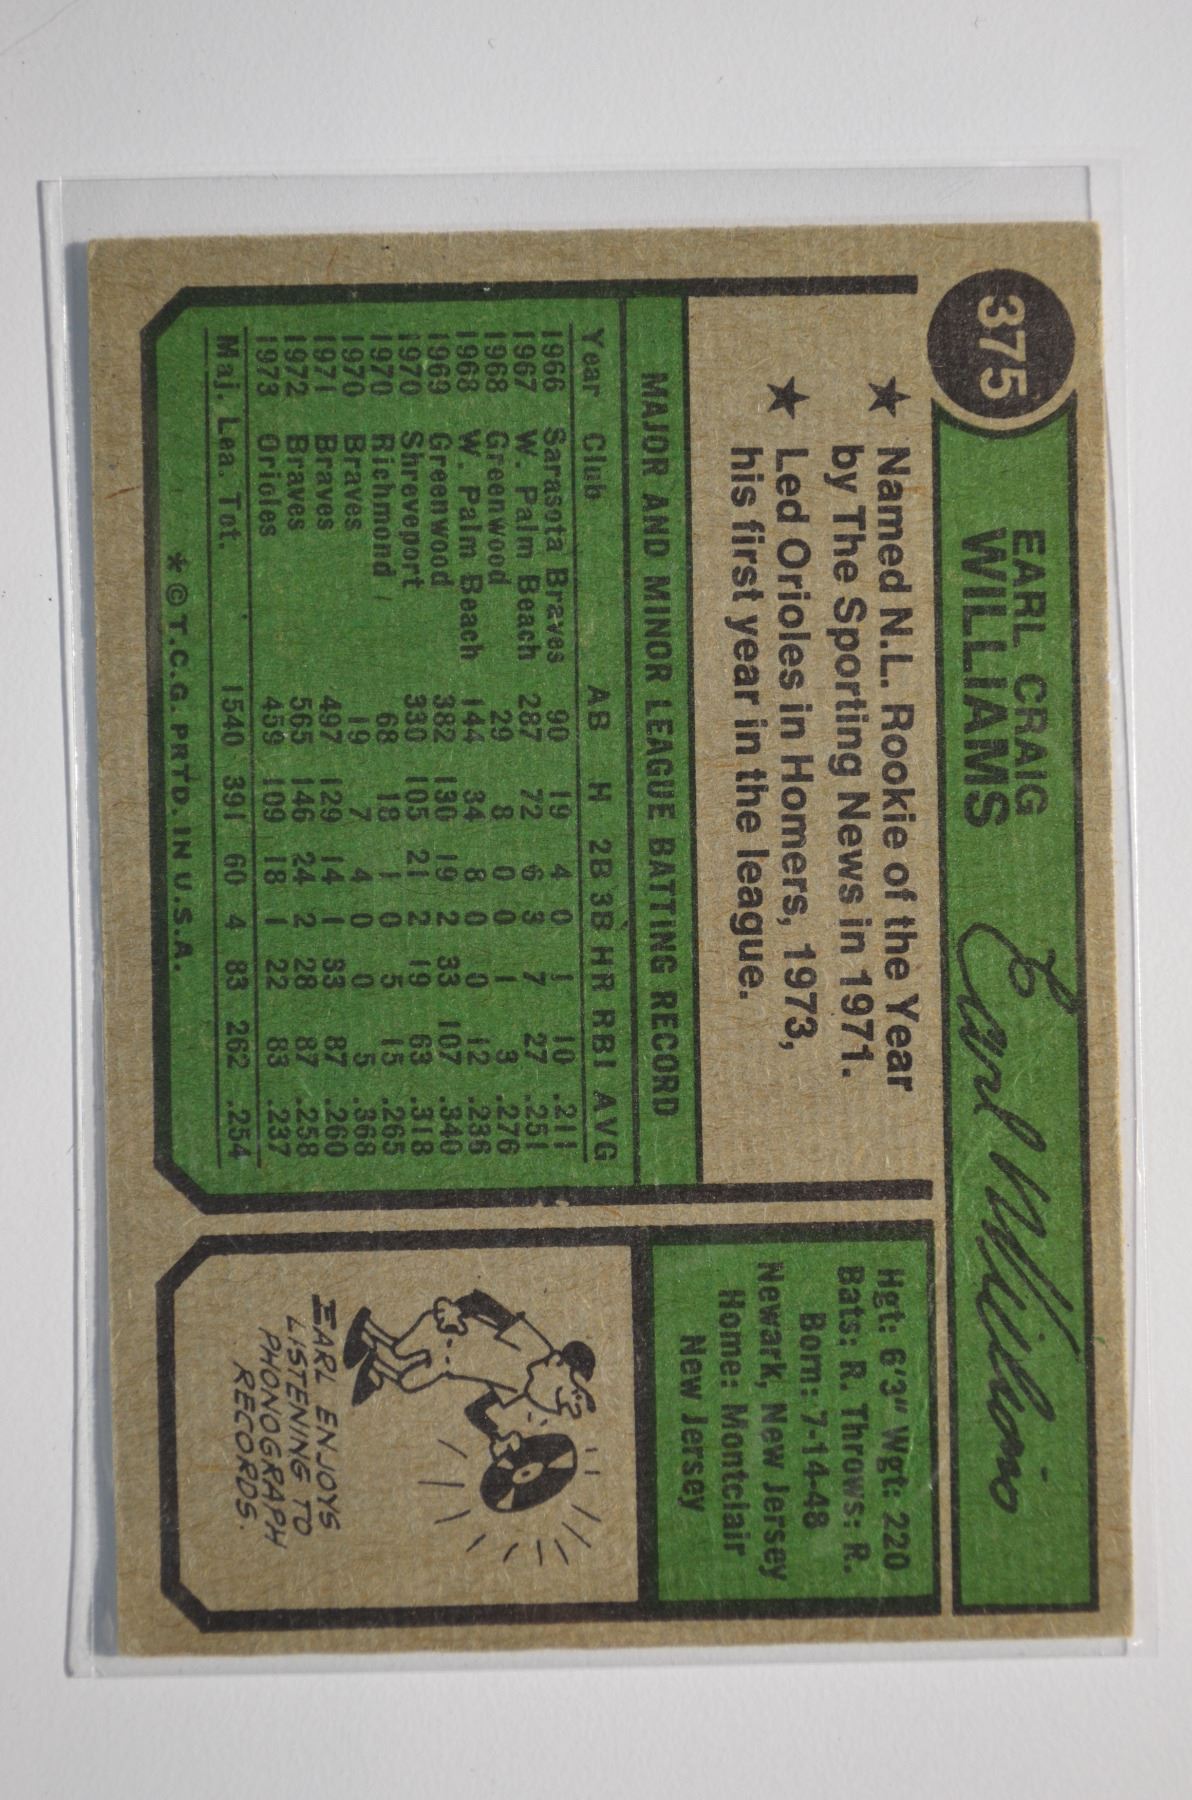 375
EARL CRAIG
WILLIAMS
Earl Williams
★ Named N.L. Rookie of the Year
by The Sporting News in 1971.
★ Led Orioles in Homers, 1973,
his first year in the league.
MAJOR AND MINOR LEAGUE BATTING RECORD
Year Club AB H 2B 3B HR RBI AVG
1966 Sarasota Braves 90 19 4 0 1 10 .211
1967 W. Palm Beach 287 72 6 3 7 27 .251
1968 Greenwood 29 8 0 0 1 3 .276
1968 W. Palm Beach 144 34 8 0 0 12 .236
1969 Greenwood 382 130 19 2 33 107 .340
1970 Shreveport 330 105 21 2 19 63 .318
1970 Richmond 68 18 1 0 5 15 .265
1970 Braves 19 7 4 0 0 5 .368
1971 Braves 497 129 14 1 33 87 .260
1972 Braves 565 146 24 2 28 87 .258
1973 Orioles 459 109 18 1 22 83 .237
Maj. Lea. Tot. 1540 391 60 4 83 262 .254
*©T.C.G. PRTD. IN U.S.A.
Hgt: 6'3" Wgt: 220
Bats: R. Throws: R.
Born: 7-14-48
Newark, New Jersey
Home: Montclair
New Jersey
EARL ENJOYS
LISTENING TO
PHONOGRAPH
RECORDS.